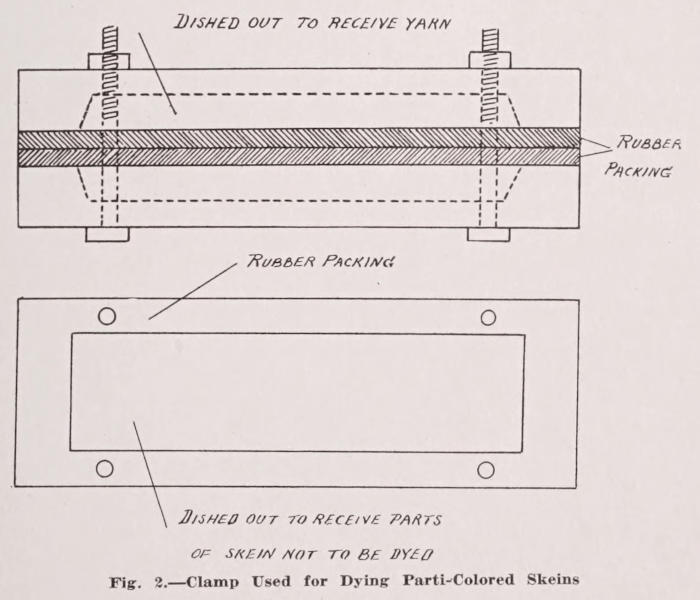 DISHED OUT TO RECEIVE YARN
RUBBER
PACKING
RUBBER PACKING
DISHED OUT TO RECEIVE PARTS
OF SKEIN NOT TO BE DYED
Fig. 2.—Clamp Used for Dying Parti-Colored Skeins